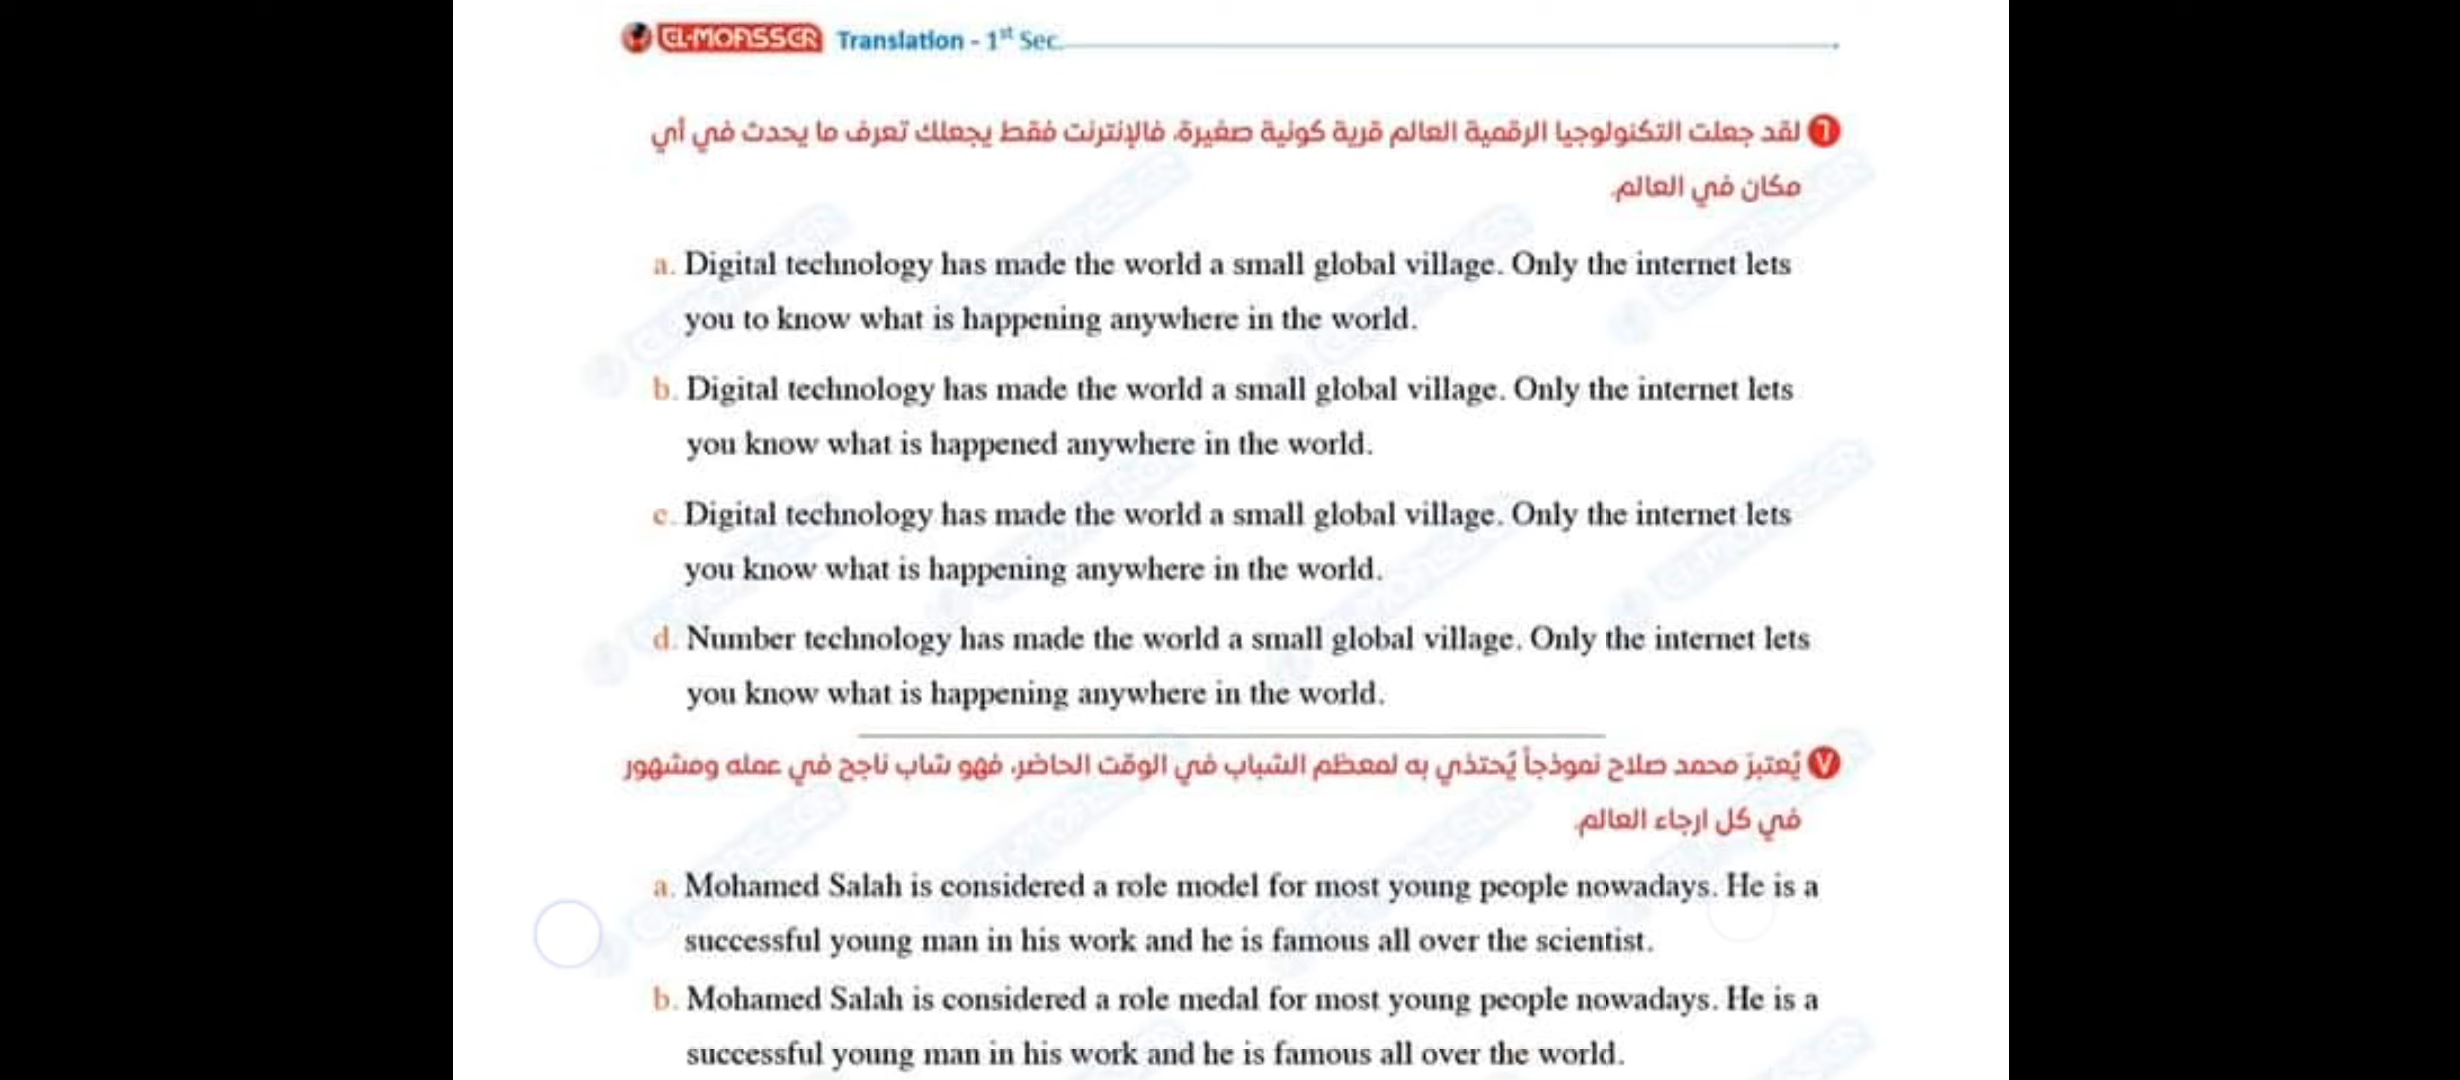 EL-MOASSER Translation - 1st Sec.
٦ لقد جعلت التكنولوجيا الرقمية العالم قرية كونية صغيرة، فالإنترنت فقط يجعلك تعرف ما يحدث في أي
مكان في العالم.
a. Digital technology has made the world a small global village. Only the internet lets
you to know what is happening anywhere in the world.
b. Digital technology has made the world a small global village. Only the internet lets
you know what is happened anywhere in the world.
c. Digital technology has made the world a small global village. Only the internet lets
you know what is happening anywhere in the world.
d. Number technology has made the world a small global village. Only the internet lets
you know what is happening anywhere in the world.
٧ يُعتبر محمد صلاح نموذجاً يُحتذي به لمعظم الشباب في الوقت الحاضر، فهو شاب ناجح في عمله ومشهور
في كل ارجاء العالم.
a. Mohamed Salah is considered a role model for most young people nowadays. He is a
successful young man in his work and he is famous all over the scientist.
b. Mohamed Salah is considered a role medal for most young people nowadays. He is a
successful young man in his work and he is famous all over the world.